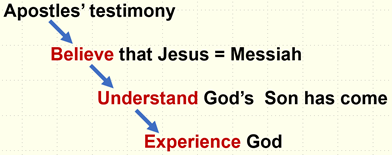 Apostles’ testimony
Believe that Jesus = Messiah
Understand God’s  Son has come
Experience God